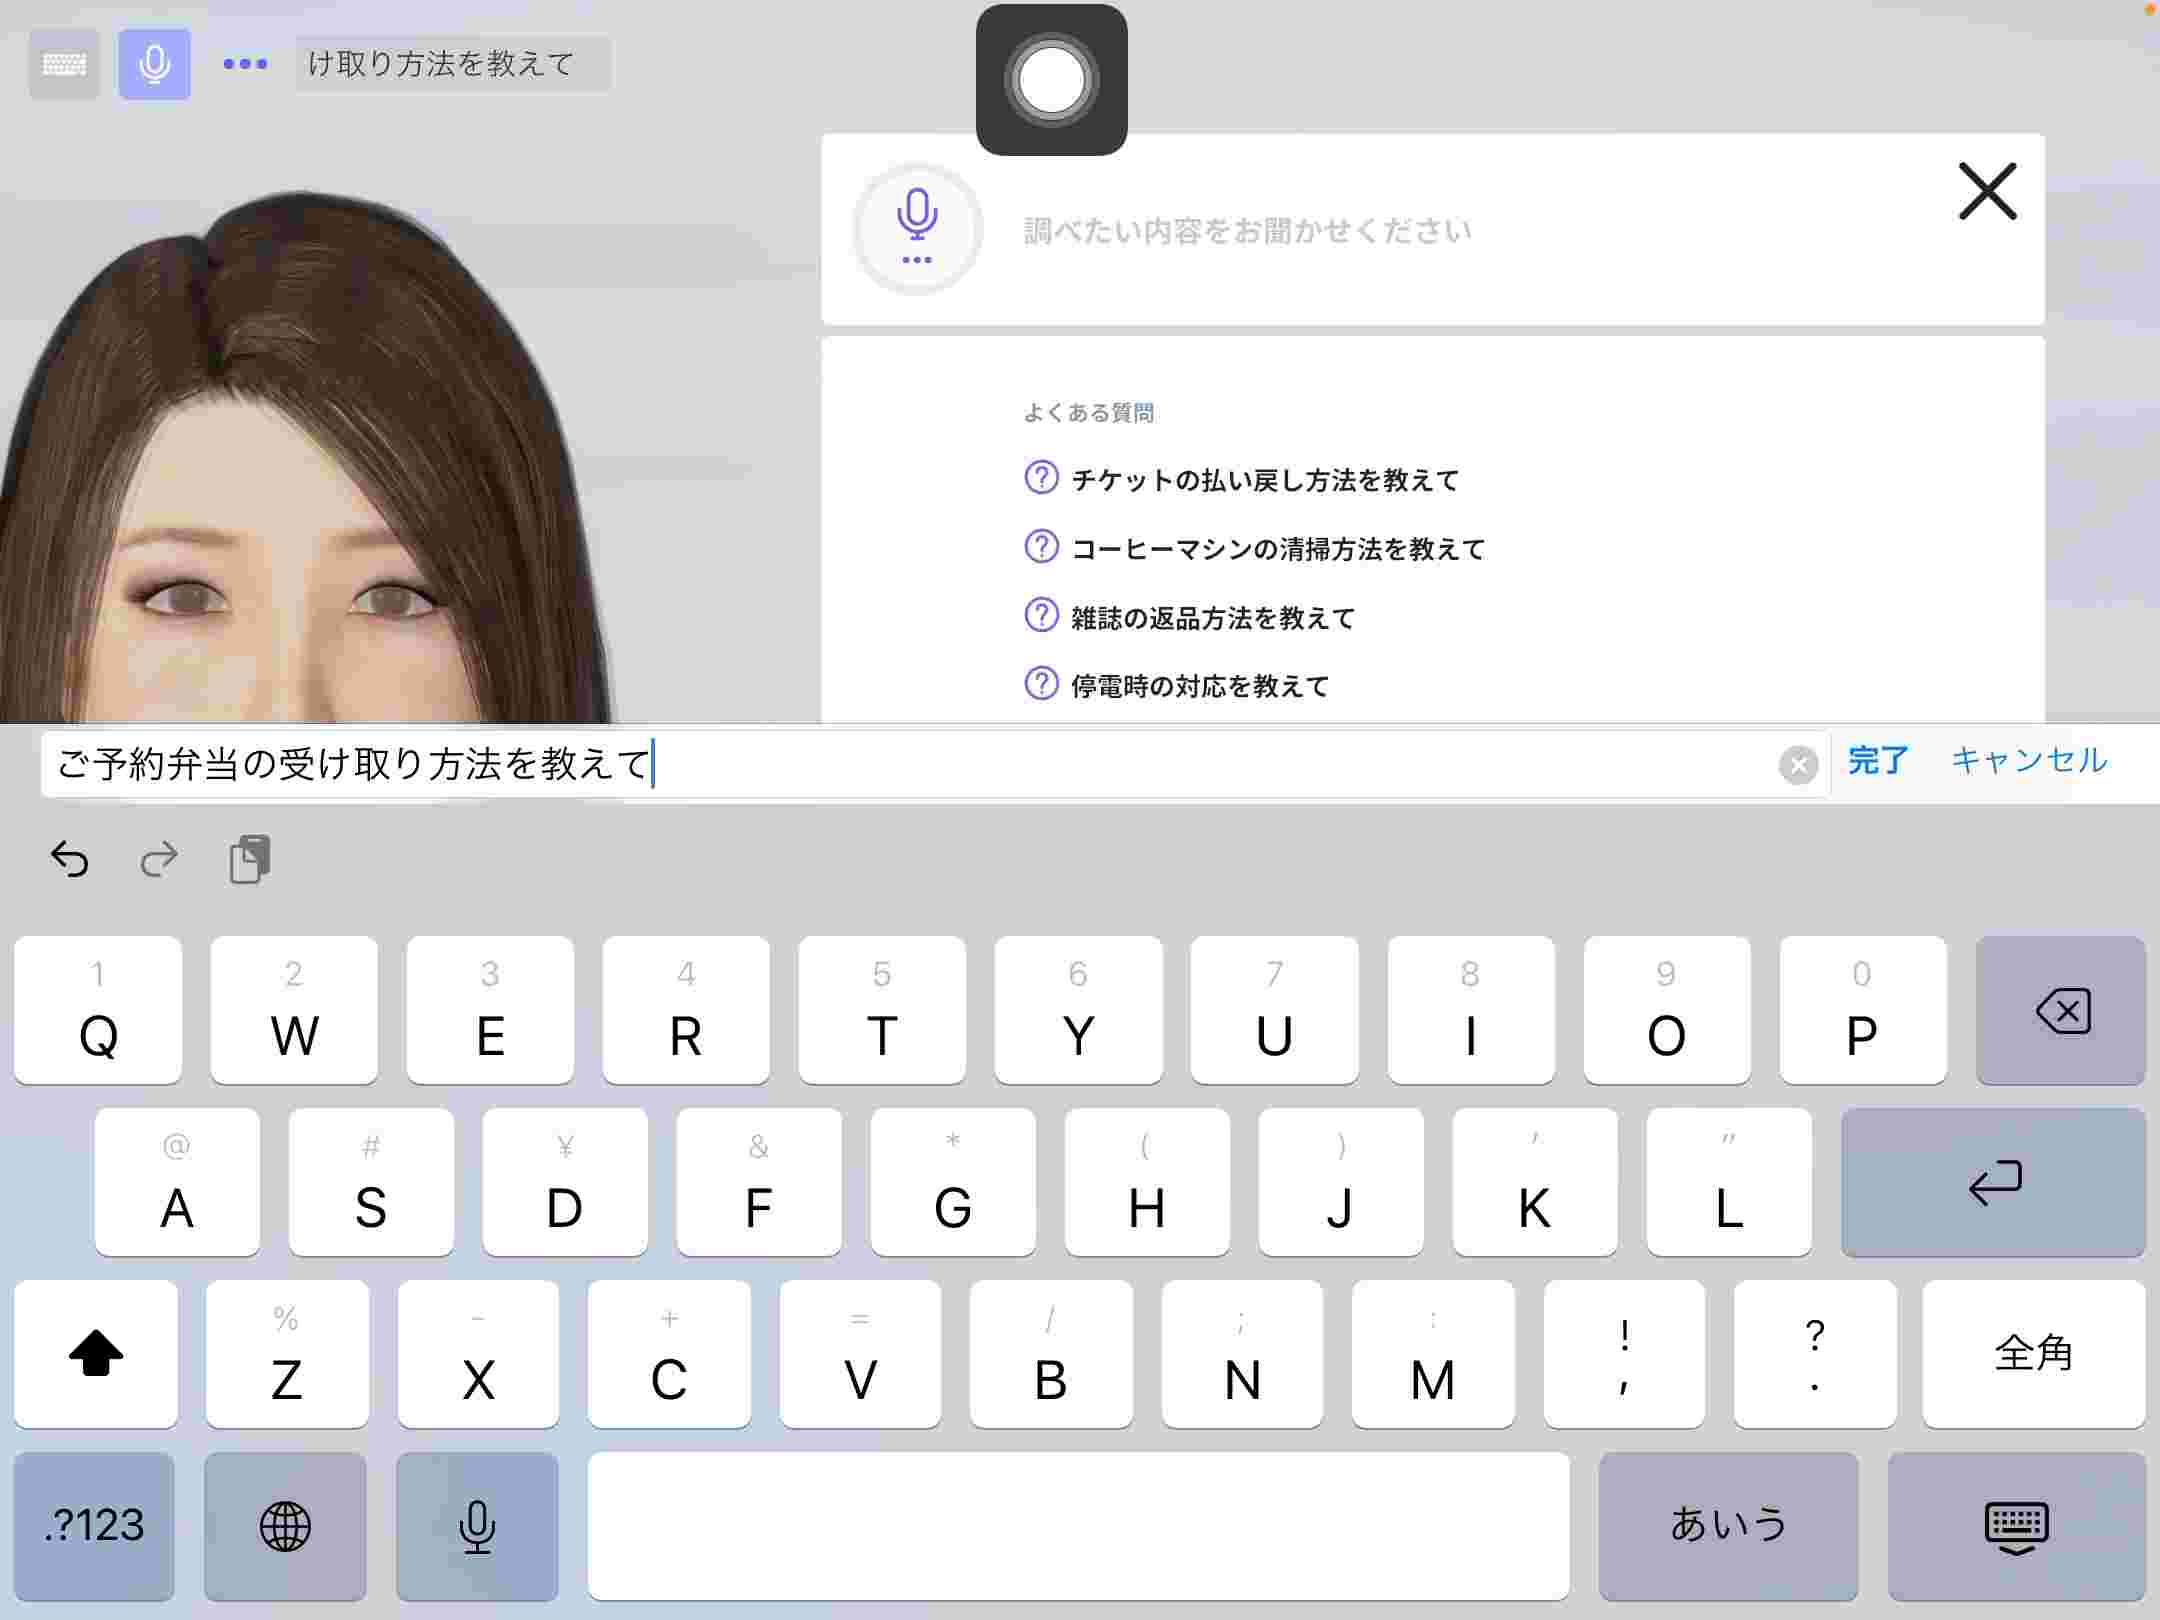 け取り方法を教えて
調べたい内容をお聞かせください
よくある質問
チケットの払い戻し方法を教えて
コーヒーマシンの清掃方法を教えて
雑誌の返品方法を教えて
停電時の対応を教えて
ご予約弁当の受け取り方法を教えて 完了 キャンセル
1 2 3 4 5 6 7 8 9 0
Q W E R T Y U I O P
@ # ¥ & * ( ) ' "
A S D F G H J K L
% - + = / ; : ! ?
Z X C V B N M , . 全角
.?123 あいう